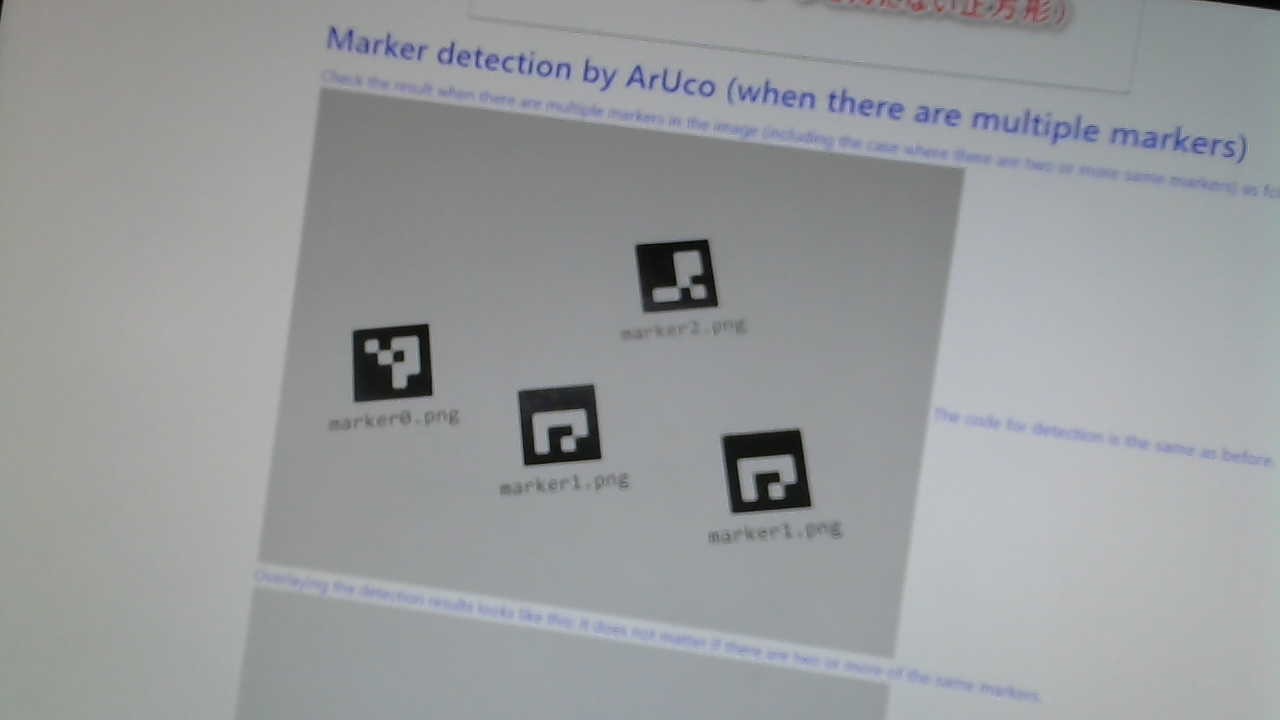 たない正方形)
Marker detection by ArUco (when there are multiple markers)
Check the result when there are multiple markers in the image (including the case where there are two or more same markers) as fo
marker2.png
marker0.png
marker1.png
marker1.png
The code for detection is the same as before.
Overlaying the detection results looks like this. It does not matter if there are two or more of the same markers.